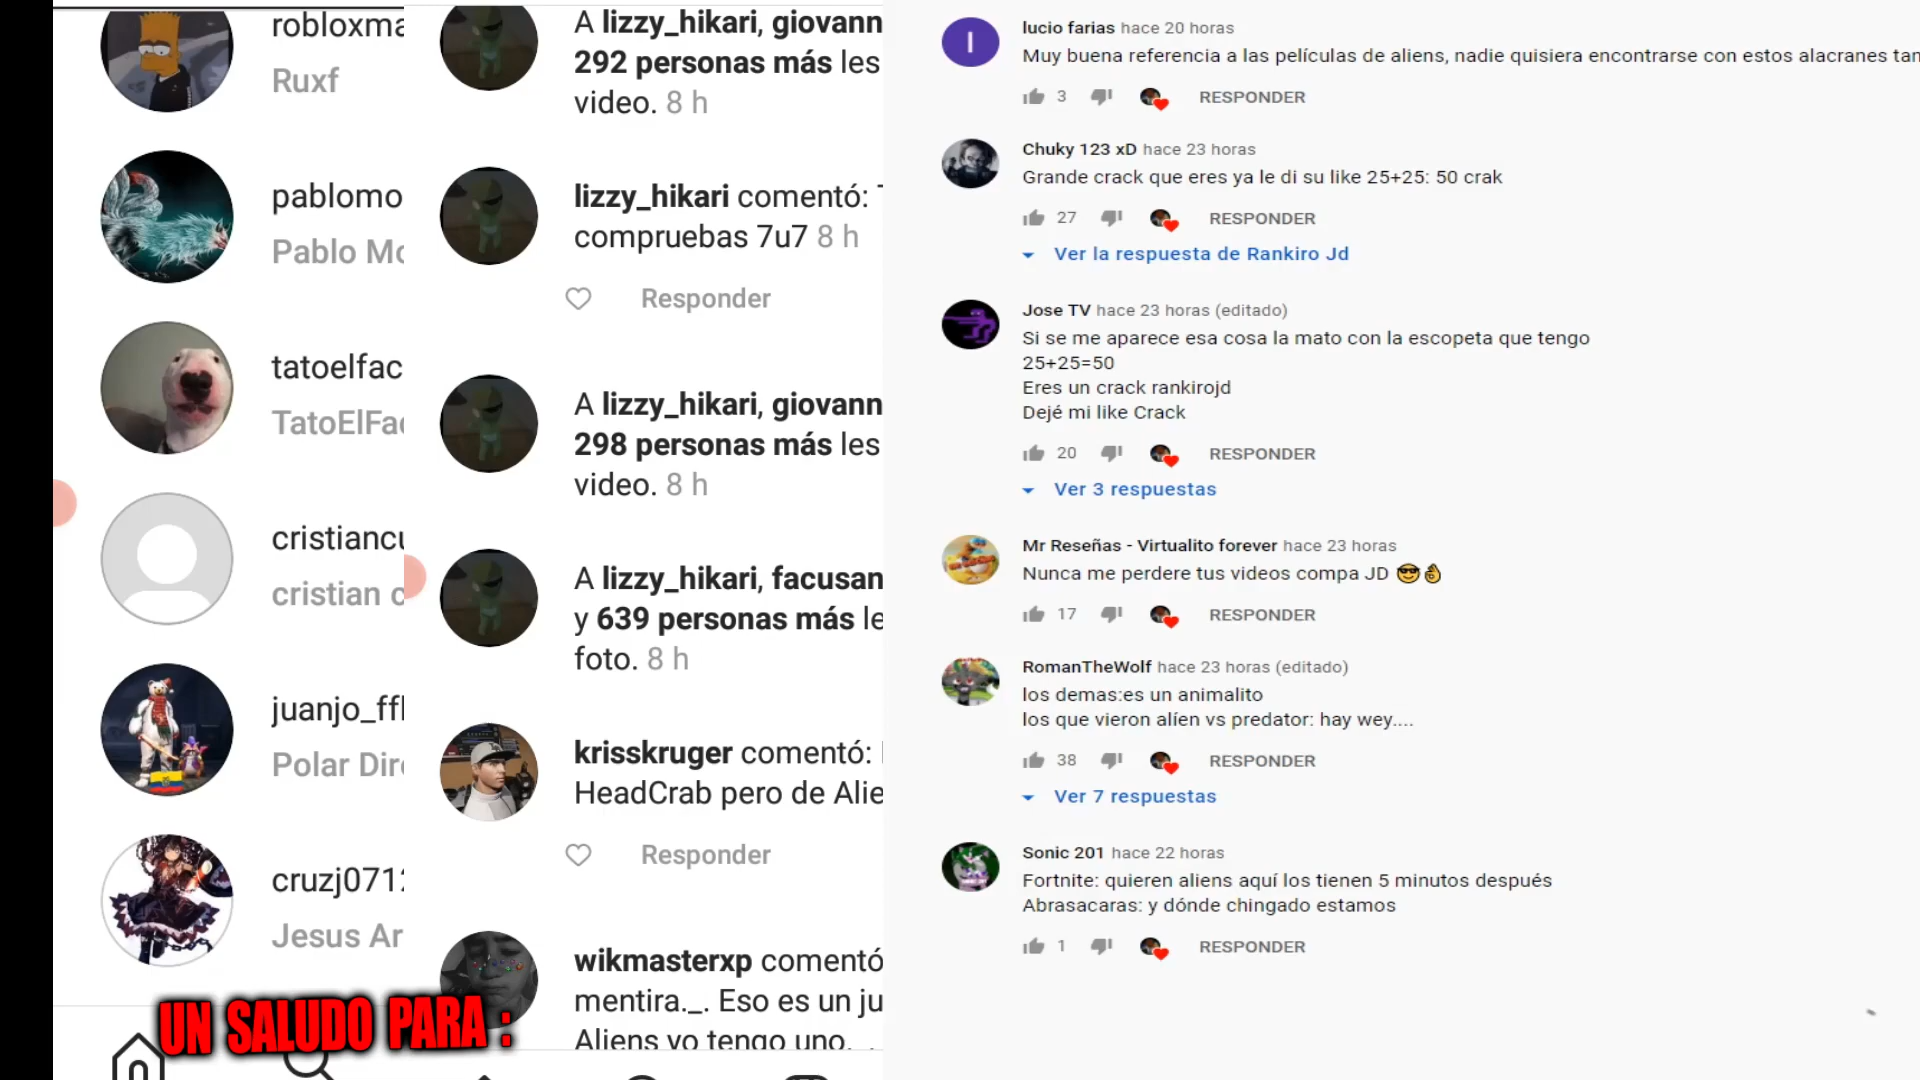 robloxma
Ruxf
pablomo
Pablo Mo
tatoelfac
TatoElFac
cristiancu
cristian c
juanjo_ffl
Polar Dire
cruzj071
Jesus Ar
UN SALUDO PARA :
A lizzy_hikari, giovann
292 personas más les
video. 8 h
lizzy_hikari comentó:
compruebas 7u7 8 h
Responder
A lizzy_hikari, giovann
298 personas más les
video. 8 h
A lizzy_hikari, facusan
y 639 personas más le
foto. 8 h
krisskruger comentó:
HeadCrab pero de Alie
Responder
wikmasterxp comentó
mentira._. Eso es un ju
Aliens yo tengo uno.
lucio farias hace 20 horas
Muy buena referencia a las películas de aliens, nadie quisiera encontrarse con estos alacranes tan
3 RESPONDER
Chuky 123 xD hace 23 horas
Grande crack que eres ya le di su like 25+25: 50 crak
27 RESPONDER
Ver la respuesta de Rankiro Jd
Jose TV hace 23 horas (editado)
Si se me aparece esa cosa la mato con la escopeta que tengo
25+25=50
Eres un crack rankirojd
Dejé mi like Crack
20 RESPONDER
Ver 3 respuestas
Mr Reseñas - Virtualito forever hace 23 horas
Nunca me perdere tus videos compa JD 😎👌
17 RESPONDER
RomanTheWolf hace 23 horas (editado)
los demas:es un animalito
los que vieron alíen vs predator: hay wey....
38 RESPONDER
Ver 7 respuestas
Sonic 201 hace 22 horas
Fortnite: quieren aliens aquí los tienen 5 minutos después
Abrasacaras: y dónde chingado estamos
1 RESPONDER